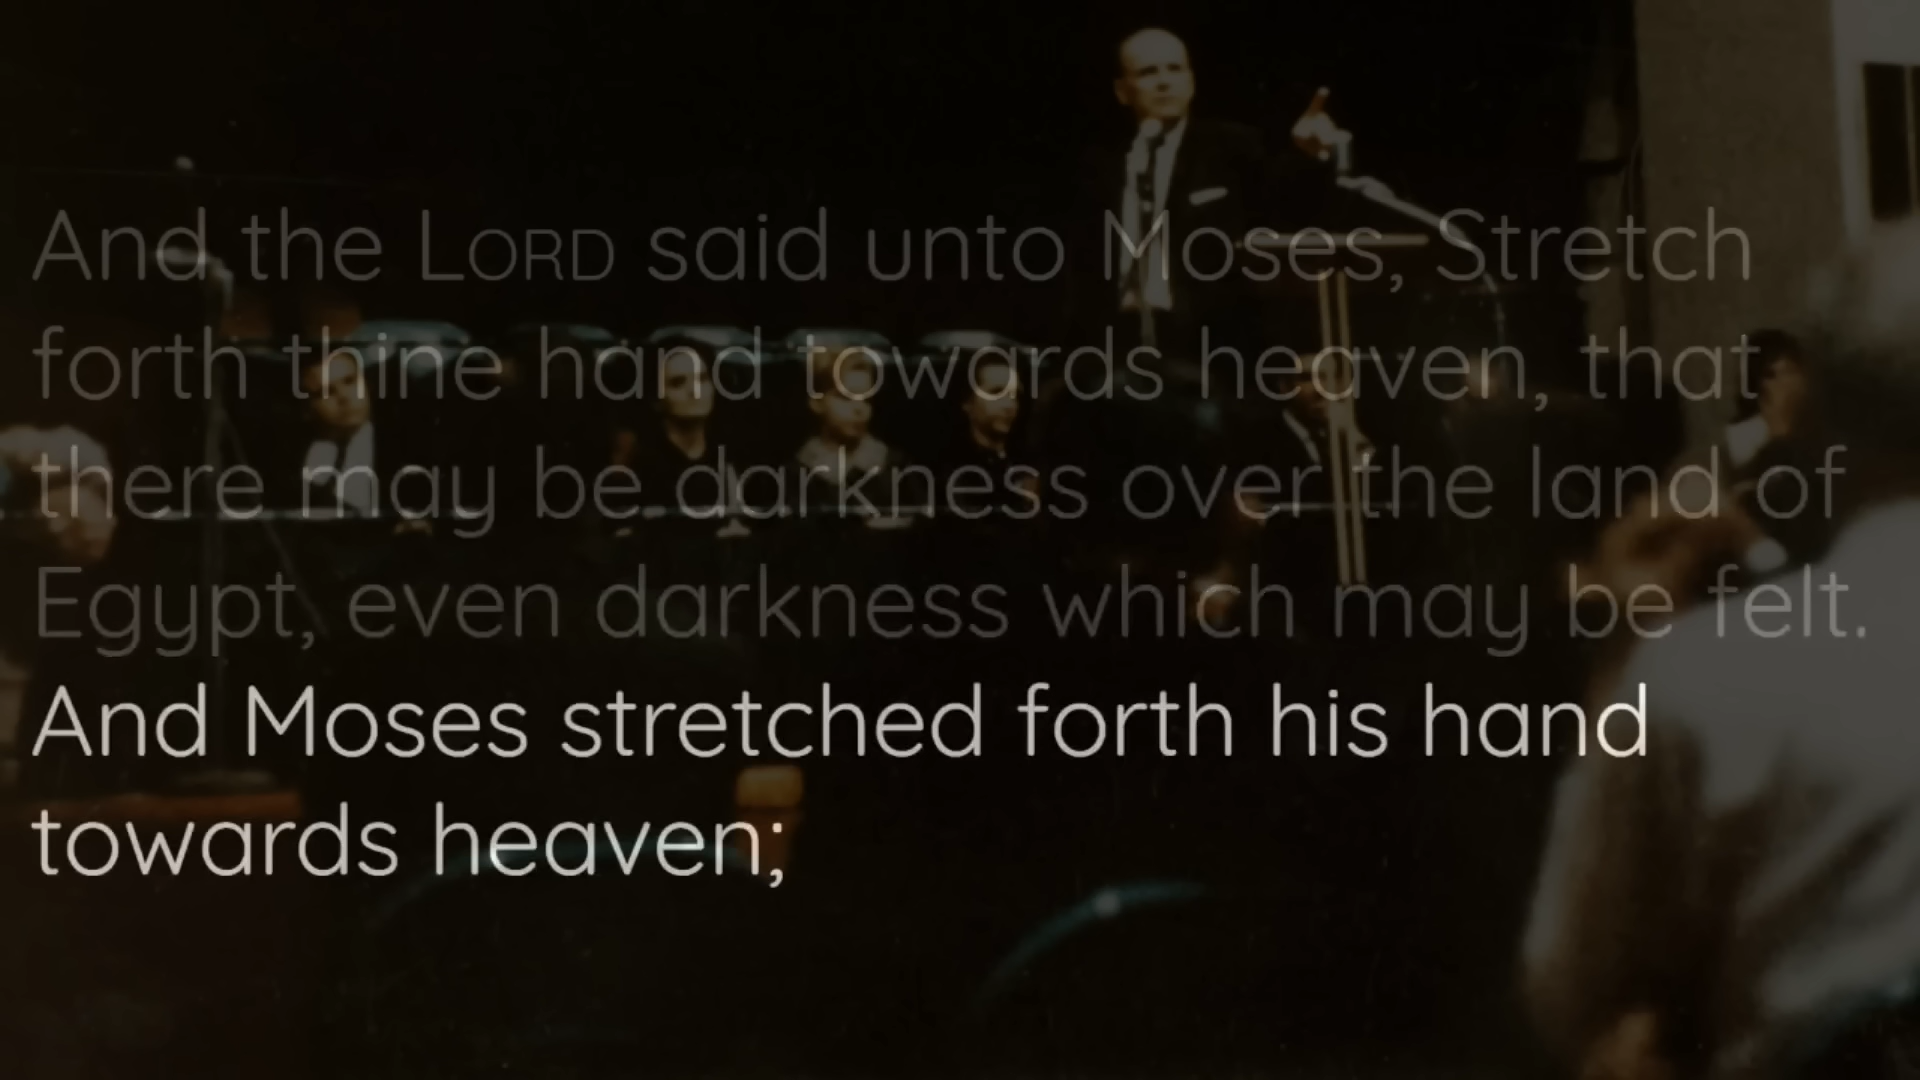 And the LORD said unto Moses, Stretch
forth thine hand towards heaven, that
there may be darkness over the land of
Egypt, even darkness which may be felt.
And Moses stretched forth his hand
towards heaven;